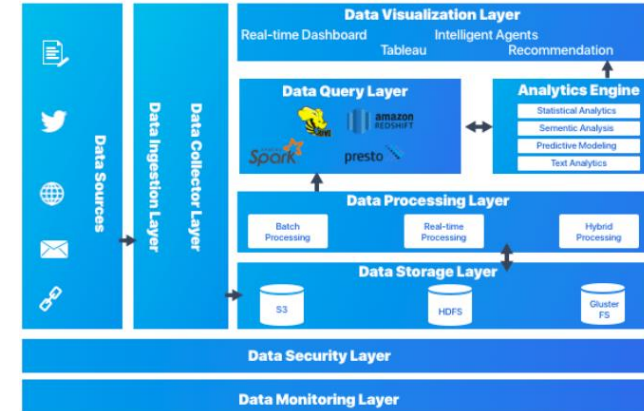 Data Visualization Layer
Real-time Dashboard
Intelligent Agents
Tableau
Recommendation
Data Sources
Data Ingestion Layer
Data Collector Layer
Data Query Layer
HIVE
amazon
REDSHIFT
Spark
presto
Analytics Engine
Statistical Analytics
Sementic Analysis
Predictive Modeling
Text Analytics
Data Processing Layer
Batch
Processing
Real-time
Processing
Hybrid
Processing
Data Storage Layer
S3
HDFS
Gluster
FS
Data Security Layer
Data Monitoring Layer